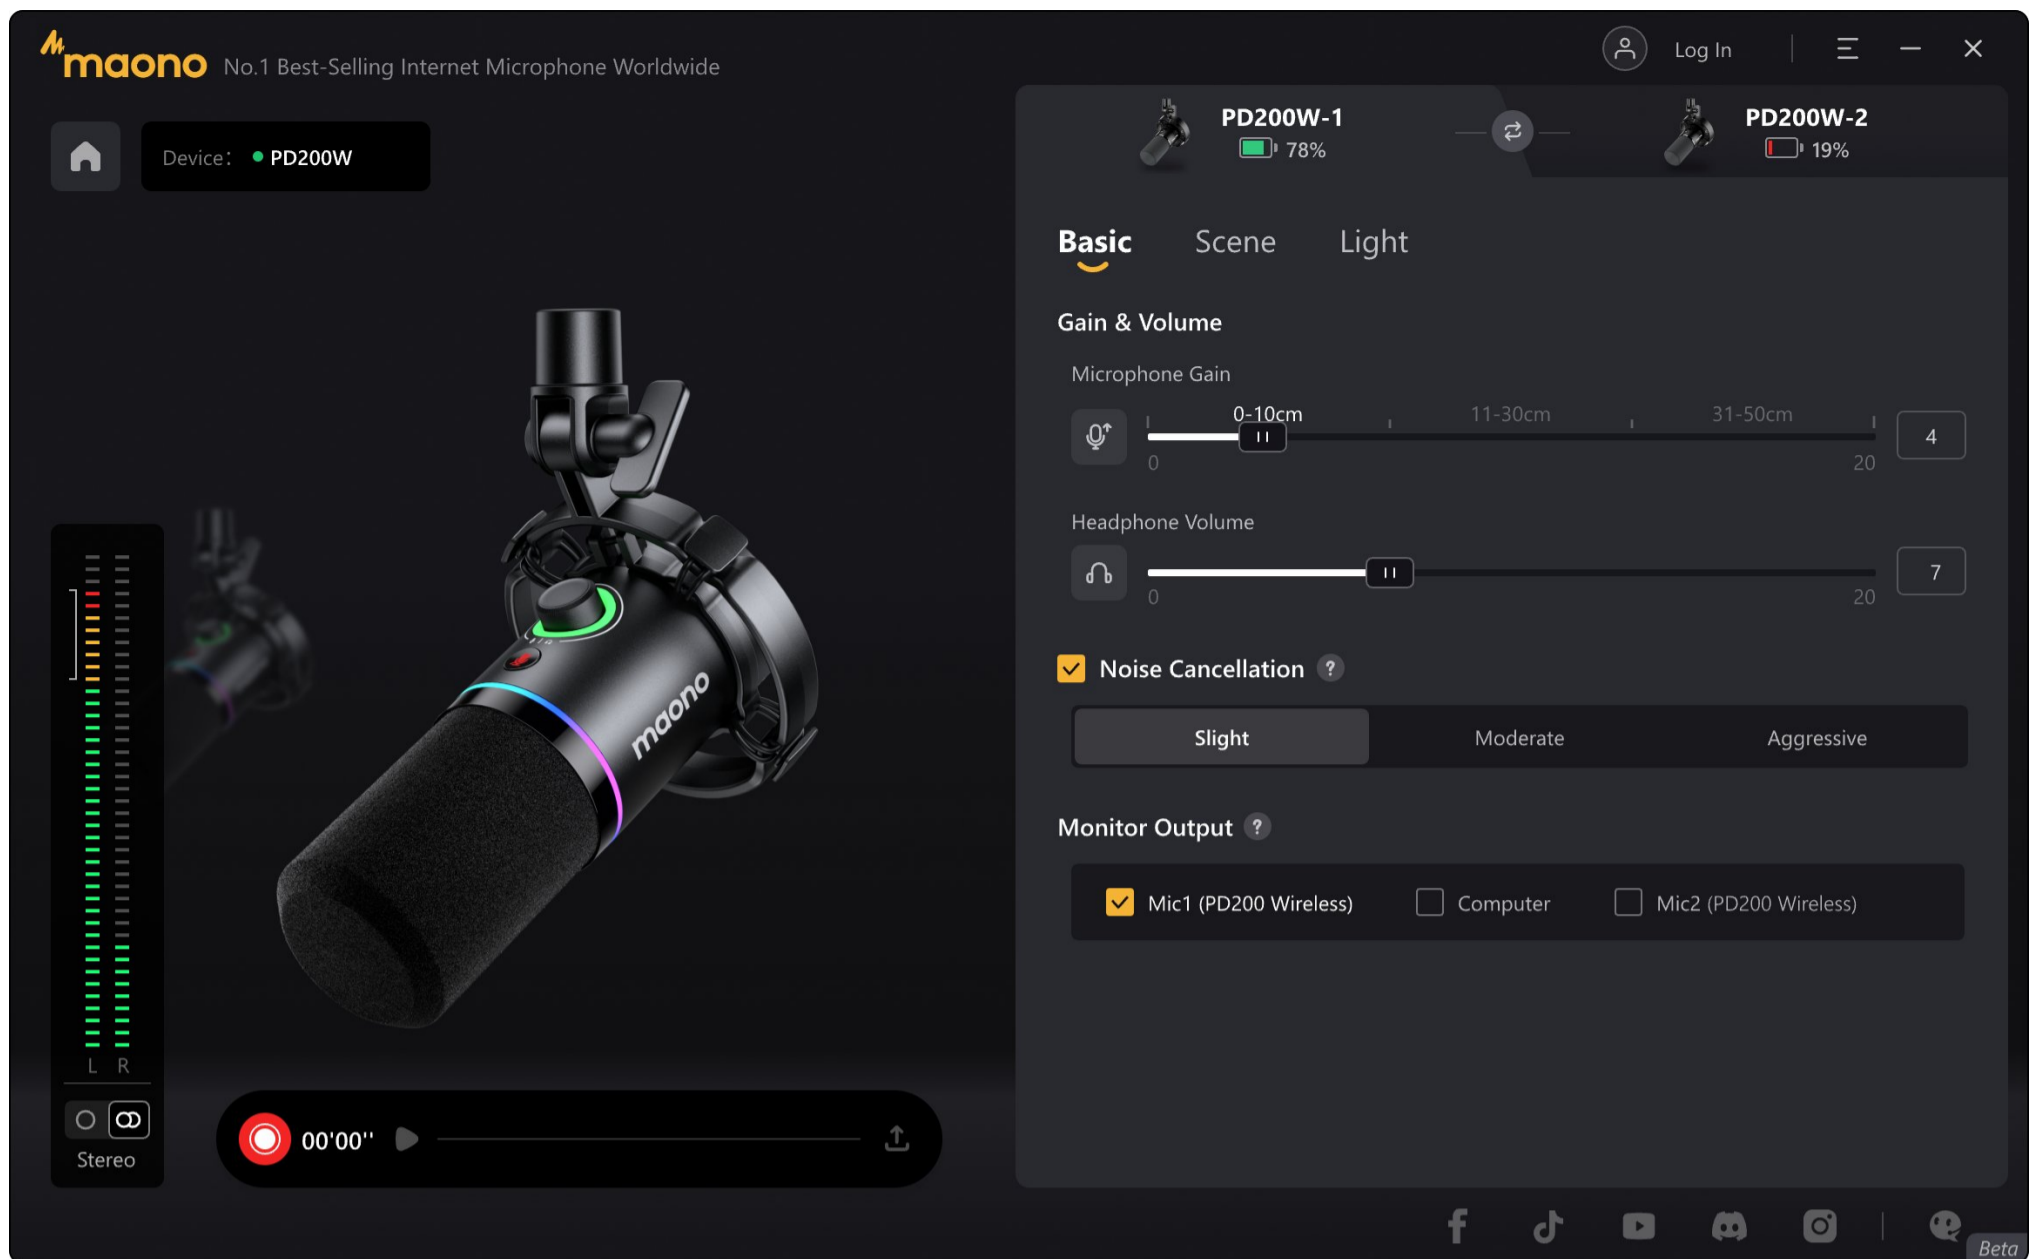 maono No.1 Best-Selling Internet Microphone Worldwide
Log In
Device: PD200W
PD200W-1
78%
PD200W-2
19%
Basic Scene Light
Gain & Volume
Microphone Gain
0-10cm 11-30cm 31-50cm
4
0 20
Headphone Volume
7
0 20
Noise Cancellation ?
Slight Moderate Aggressive
Monitor Output ?
Mic1 (PD200 Wireless) Computer Mic2 (PD200 Wireless)
maono
L R
Stereo
00'00''
Beta